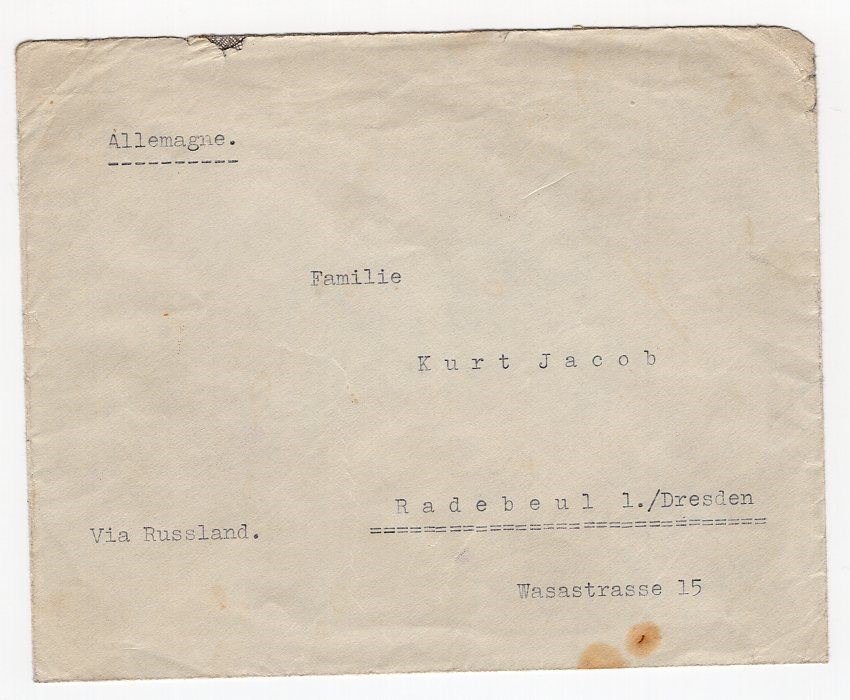 Allemagne.
Familie
Kurt Jacob
Radebeul 1./Dresden
Via Russland.
Wasastrasse 15